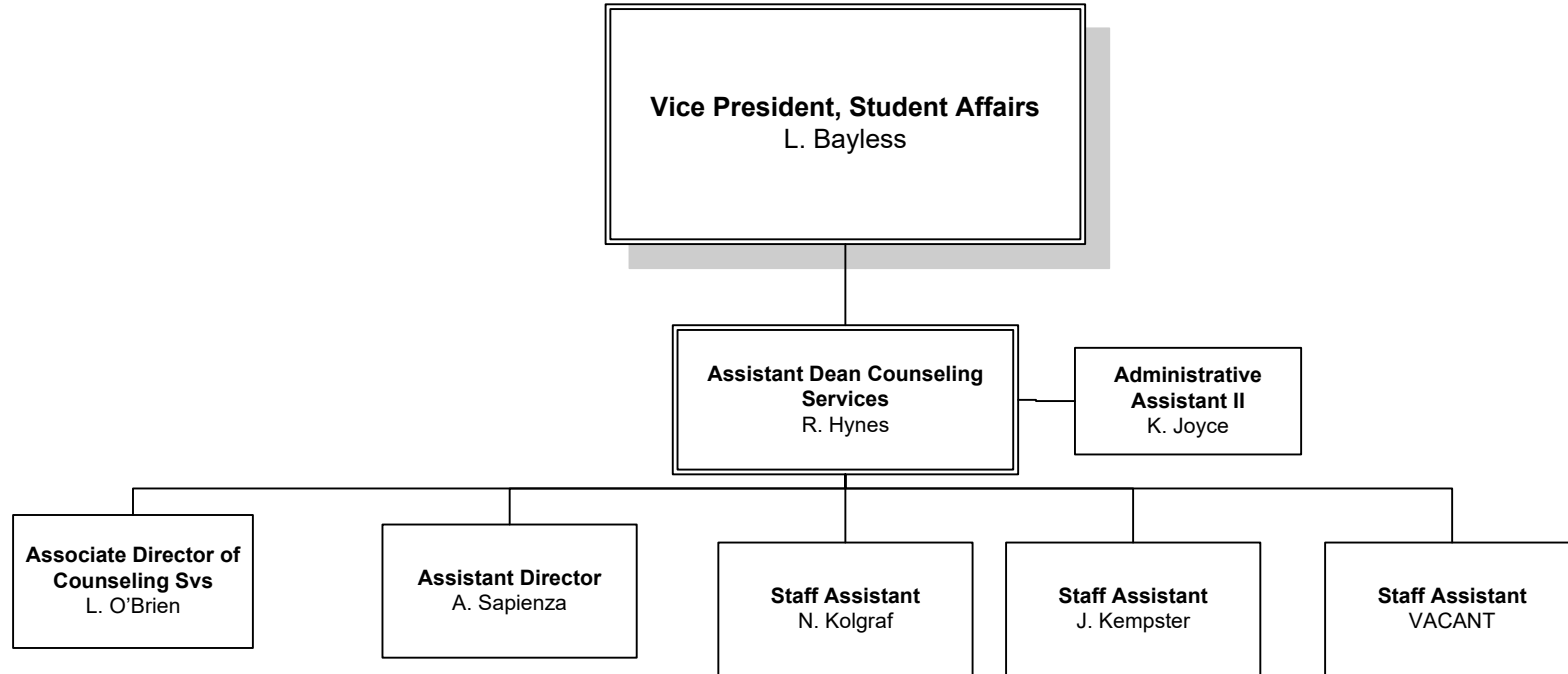 Vice President, Student Affairs
L. Bayless
Assistant Dean Counseling
Services
R. Hynes
Administrative
Assistant II
K. Joyce
Associate Director of
Counseling Svs
L. O’Brien
Assistant Director
A. Sapienza
Staff Assistant
N. Kolgraf
Staff Assistant
J. Kempster
Staff Assistant
VACANT